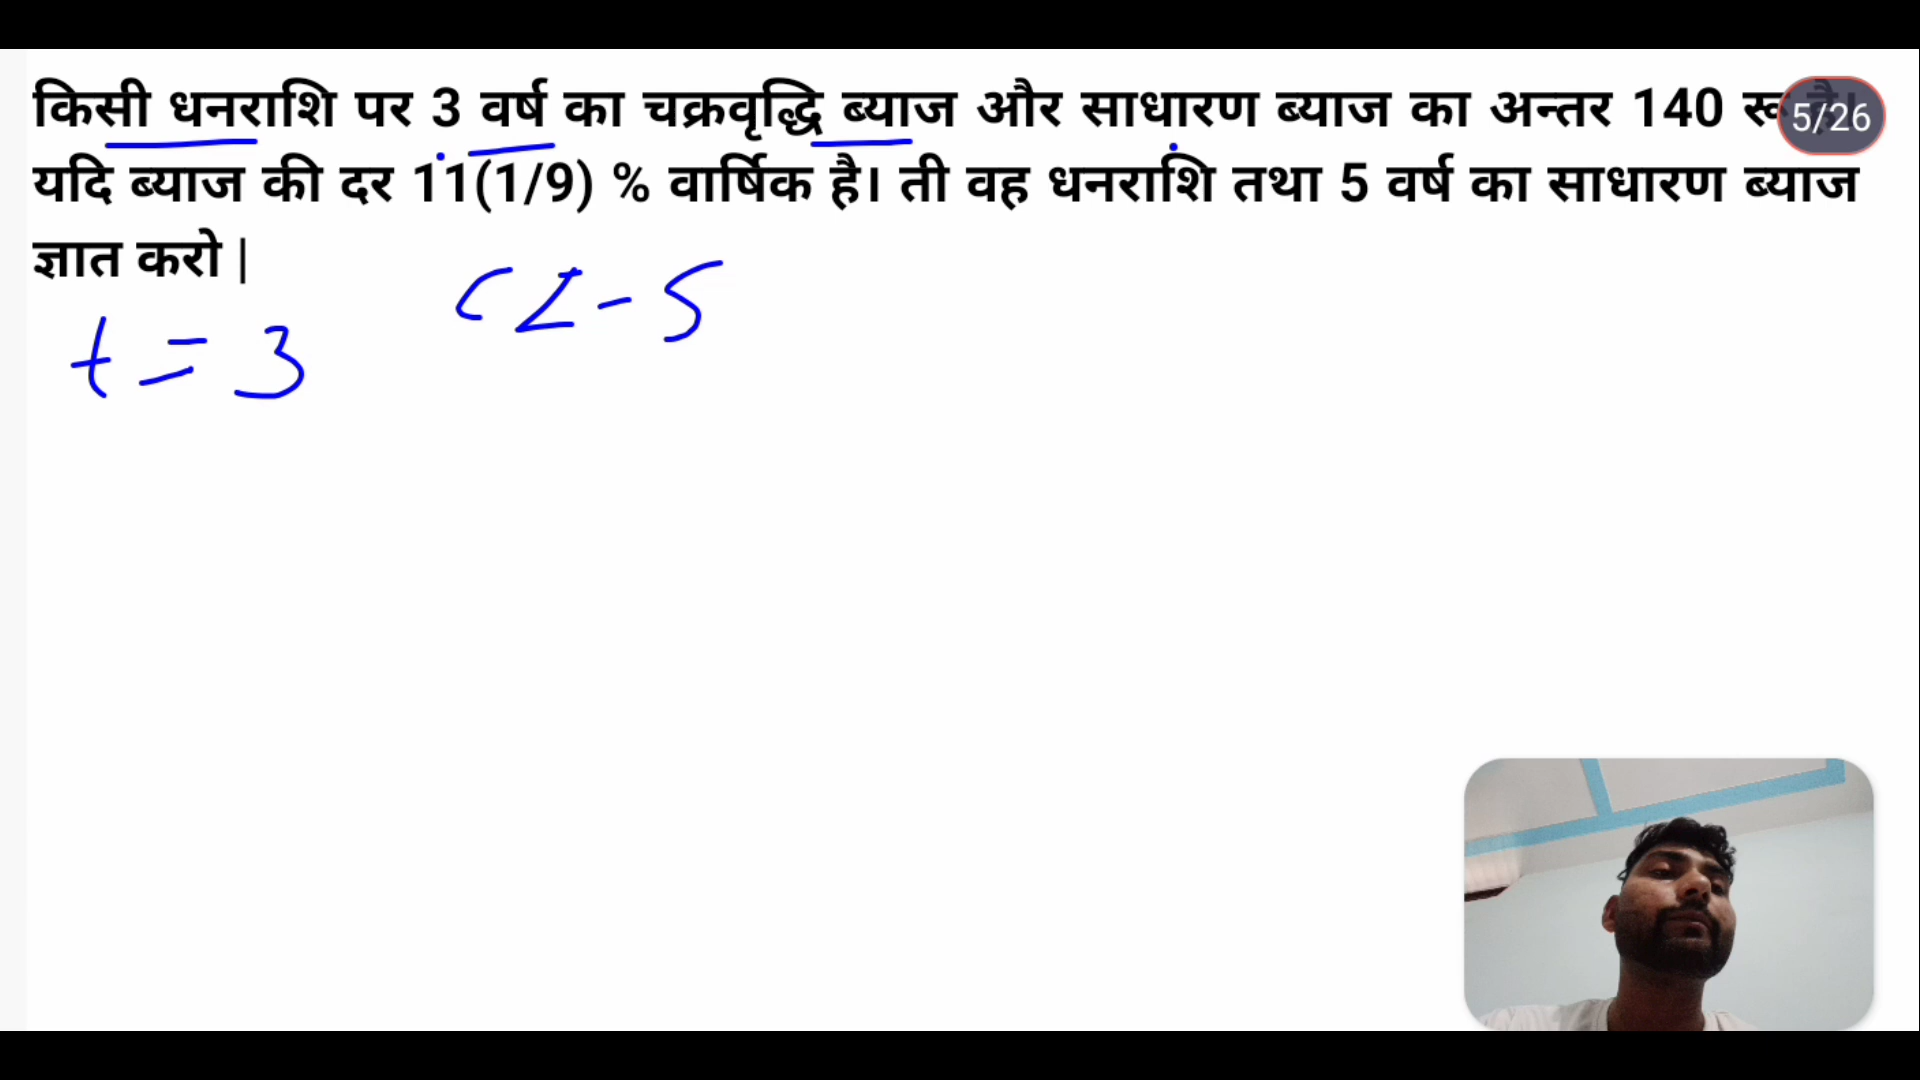 किसी धनराशि पर 3 वर्ष का चक्रवृद्धि ब्याज और साधारण ब्याज का अन्तर 140 रू है।
5/26
यदि ब्याज की दर 11(1/9) % वार्षिक है। ती वह धनराशि तथा 5 वर्ष का साधारण ब्याज
ज्ञात करो |
CI - S
t = 3